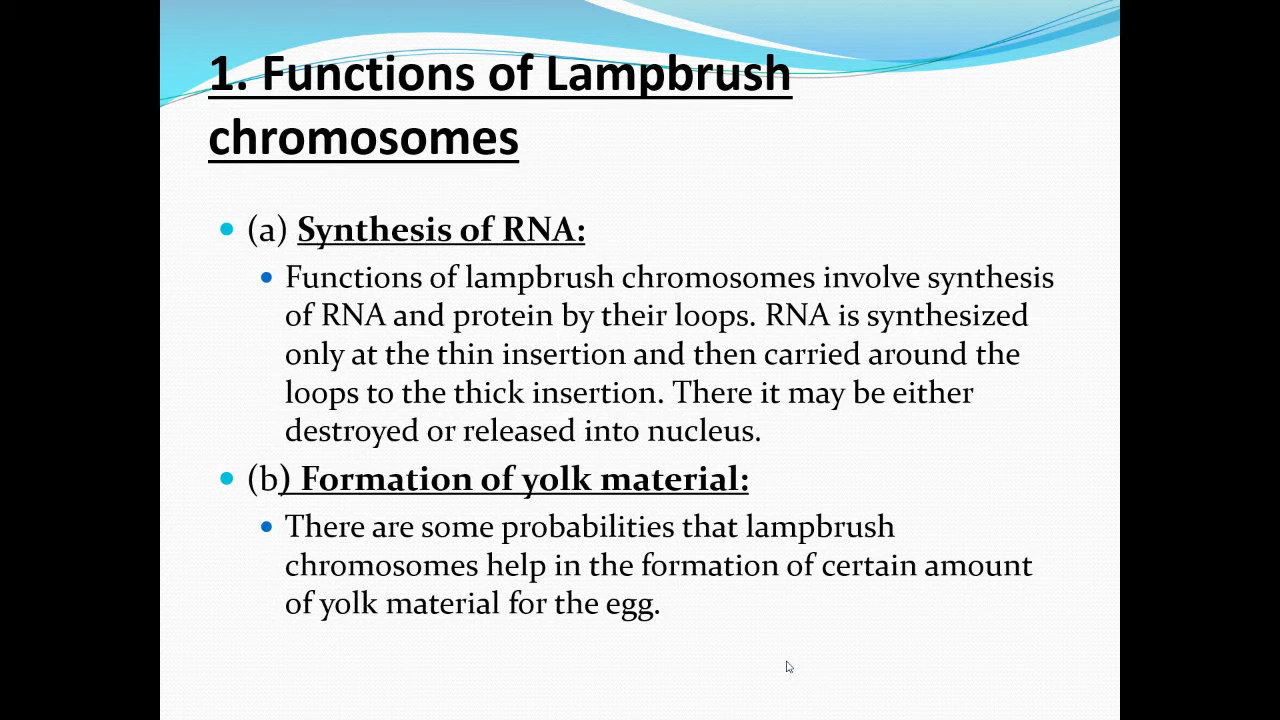 1. Functions of Lampbrush
chromosomes
(a) Synthesis of RNA:
Functions of lampbrush chromosomes involve synthesis
of RNA and protein by their loops. RNA is synthesized
only at the thin insertion and then carried around the
loops to the thick insertion. There it may be either
destroyed or released into nucleus.
(b) Formation of yolk material:
There are some probabilities that lampbrush
chromosomes help in the formation of certain amount
of yolk material for the egg.